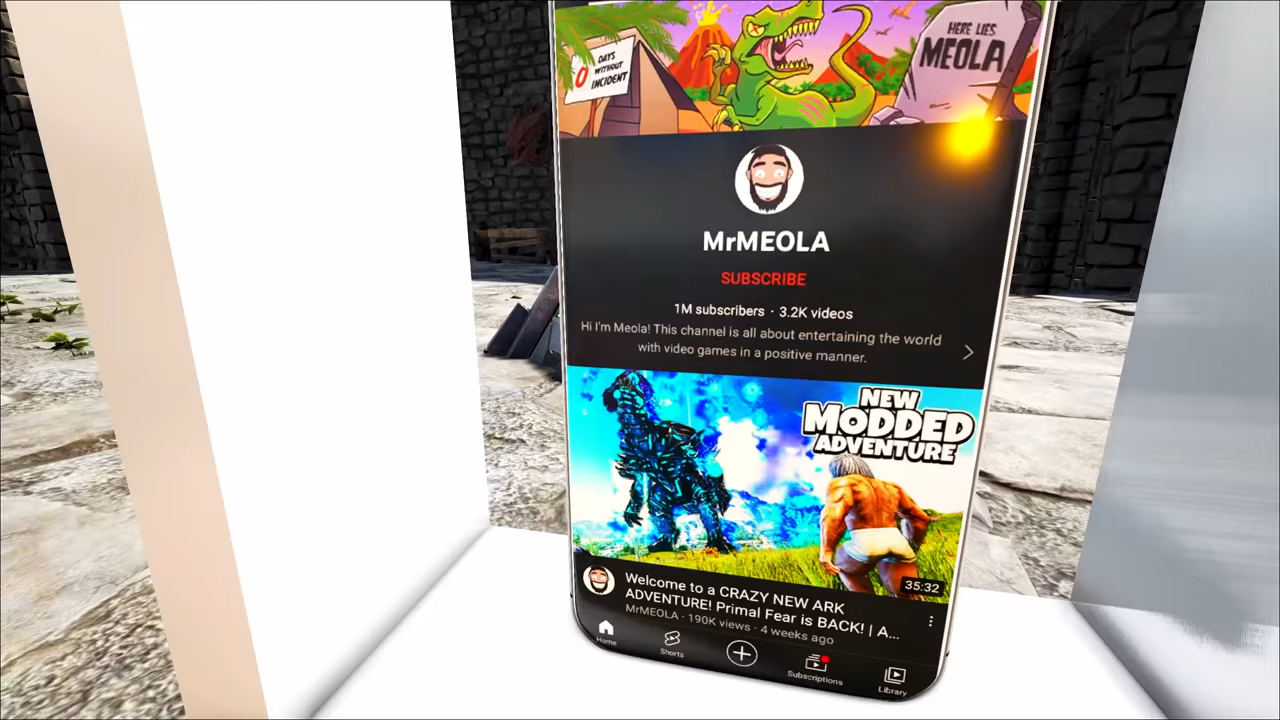 0
DAYS
WITHOUT
INCIDENT
HERE LIES
MEOLA
MrMEOLA
SUBSCRIBE
1M subscribers · 3.2K videos
Hi I'm Meola! This channel is all about entertaining the world
with video games in a positive manner.
NEW
MODDED
ADVENTURE
35:32
Welcome to a CRAZY NEW ARK
ADVENTURE! Primal Fear is BACK! | A...
MrMEOLA · 190K views · 4 weeks ago
Home
Shorts
Subscriptions
Library